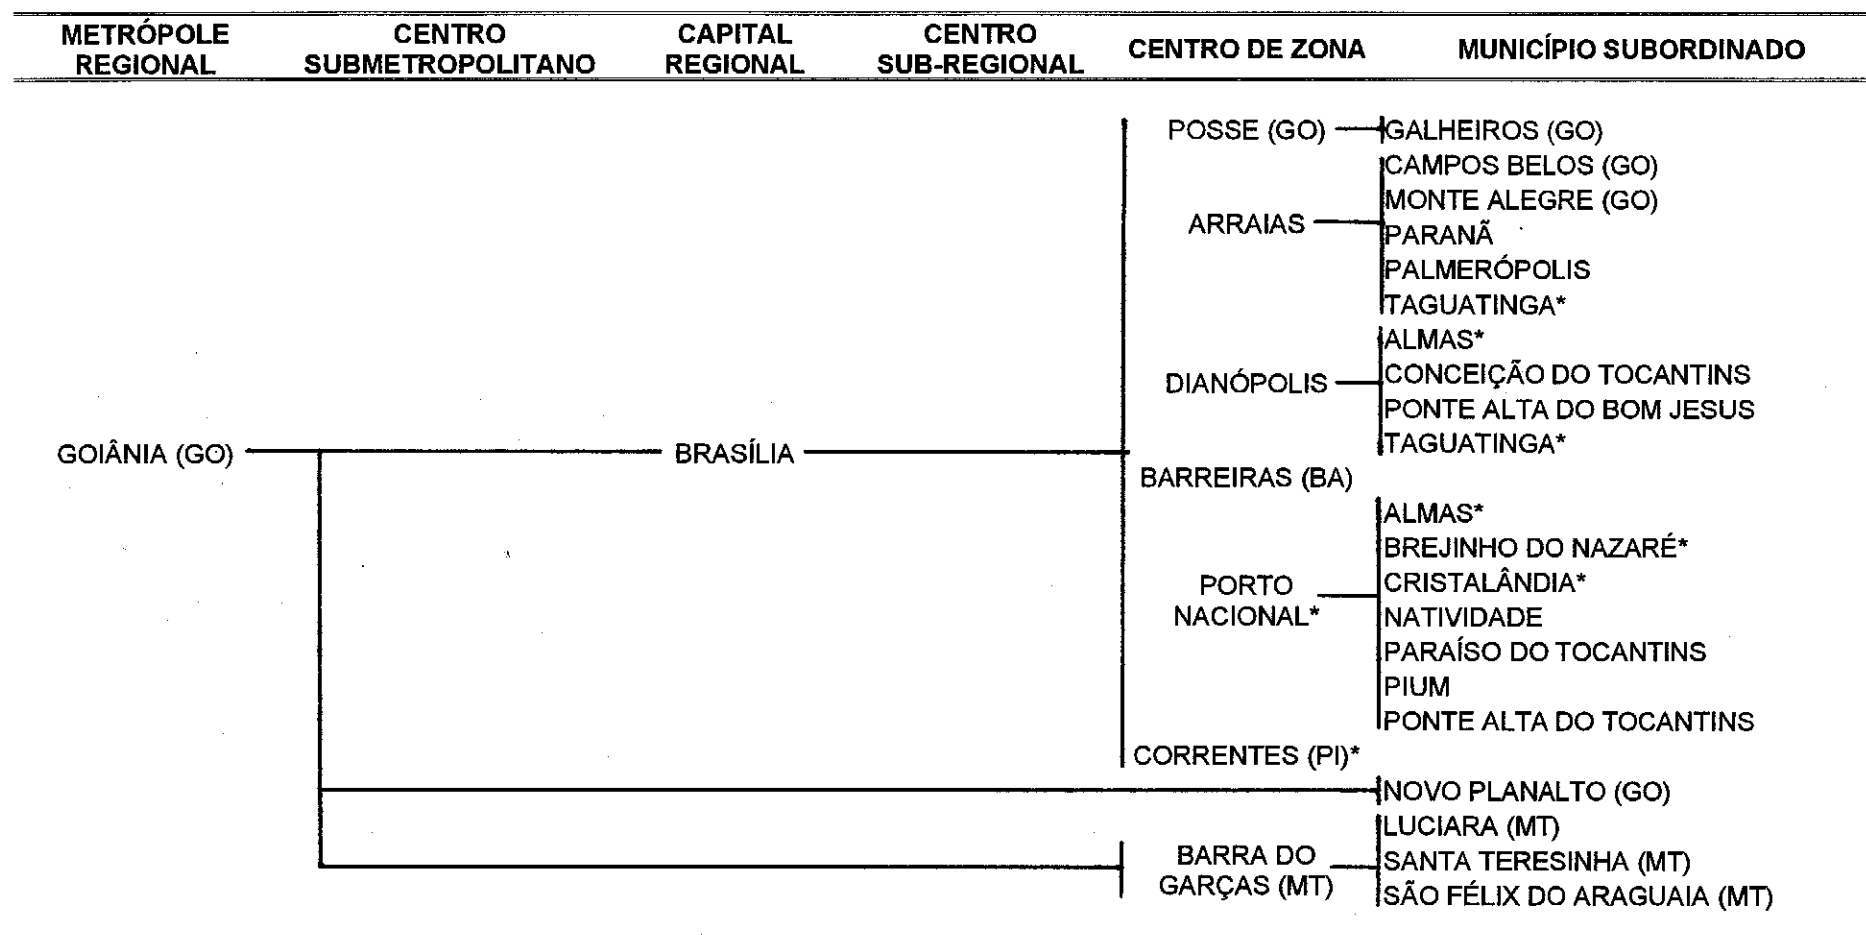 METRÓPOLE REGIONAL
CENTRO SUBMETROPOLITANO
CAPITAL REGIONAL
CENTRO SUB-REGIONAL
CENTRO DE ZONA
MUNICÍPIO SUBORDINADO
GOIÂNIA (GO)
BRASÍLIA
POSSE (GO)
GALHEIROS (GO)
ARRAIAS
CAMPOS BELOS (GO)
MONTE ALEGRE (GO)
PARANÃ
PALMERÓPOLIS
TAGUATINGA*
DIANÓPOLIS
ALMAS*
CONCEIÇÃO DO TOCANTINS
PONTE ALTA DO BOM JESUS
TAGUATINGA*
BARREIRAS (BA)
PORTO
NACIONAL*
ALMAS*
BREJINHO DO NAZARÉ*
CRISTALÂNDIA*
NATIVIDADE
PARAÍSO DO TOCANTINS
PIUM
PONTE ALTA DO TOCANTINS
CORRENTES (PI)*
NOVO PLANALTO (GO)
BARRA DO
GARÇAS (MT)
LUCIARA (MT)
SANTA TERESINHA (MT)
SÃO FÉLIX DO ARAGUAIA (MT)